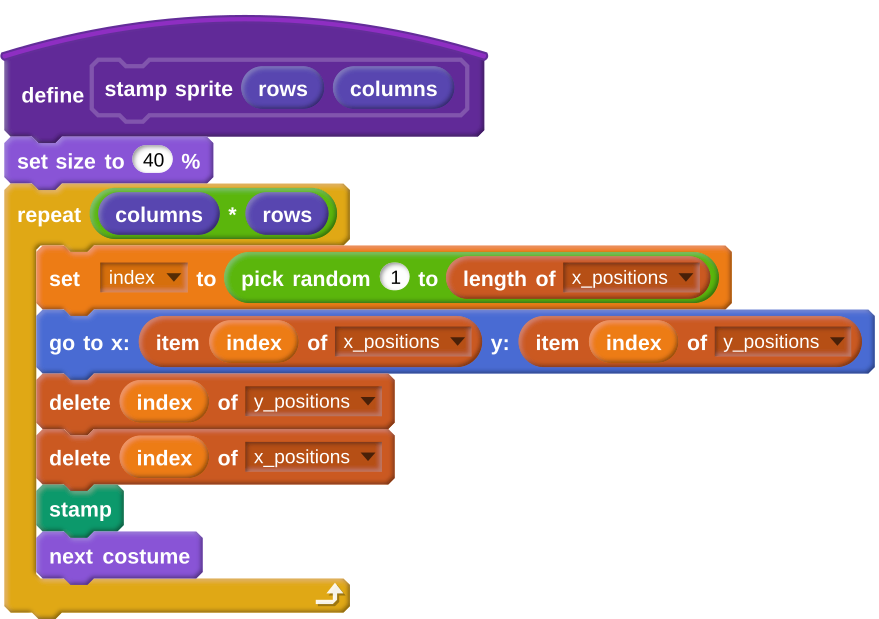 define stamp sprite rows columns
set size to 40 %
repeat columns * rows
set index to pick random 1 to length of x_positions
go to x: item index of x_positions y: item index of y_positions
delete index of y_positions
delete index of x_positions
stamp
next costume